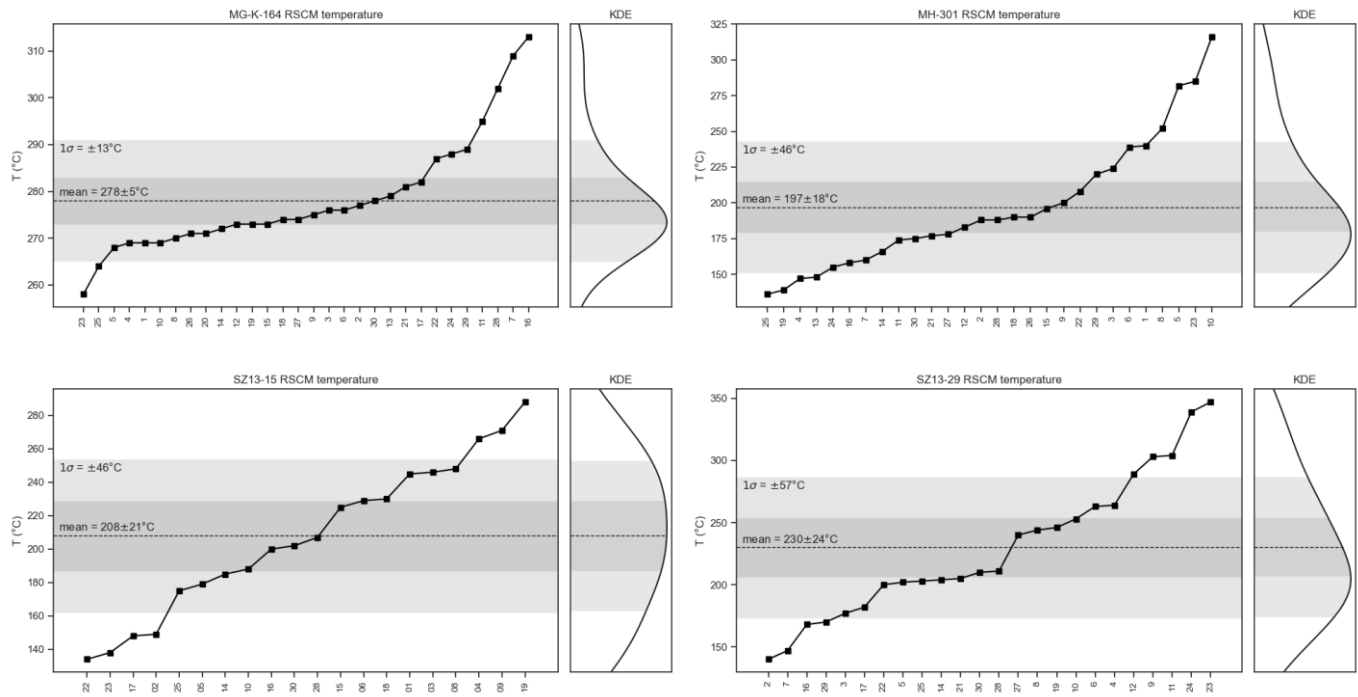 MG-K-164 RSCM temperature
KDE
T (°C)
310
300
290
280
270
260
1σ = ±13°C
mean = 278±5°C
23 25 5 4 1 10 8 26 20 14 12 19 15 18 27 9 3 6 2 30 13 21 17 22 24 29 11 28 7 16
MH-301 RSCM temperature
KDE
T (°C)
325
300
275
250
225
200
175
150
1σ = ±46°C
mean = 197±18°C
25 19 4 13 24 16 7 14 11 30 21 27 12 2 28 18 26 15 9 22 29 3 6 1 8 5 23 10
SZ13-15 RSCM temperature
KDE
T (°C)
280
260
240
220
200
180
160
140
1σ = ±46°C
mean = 208±21°C
22 23 17 02 25 05 14 10 16 30 28 15 06 18 01 03 08 04 09 19
SZ13-29 RSCM temperature
KDE
T (°C)
350
300
250
200
150
1σ = ±57°C
mean = 230±24°C
2 7 16 29 3 17 22 5 25 14 21 30 28 27 8 19 10 6 4 12 9 11 24 23